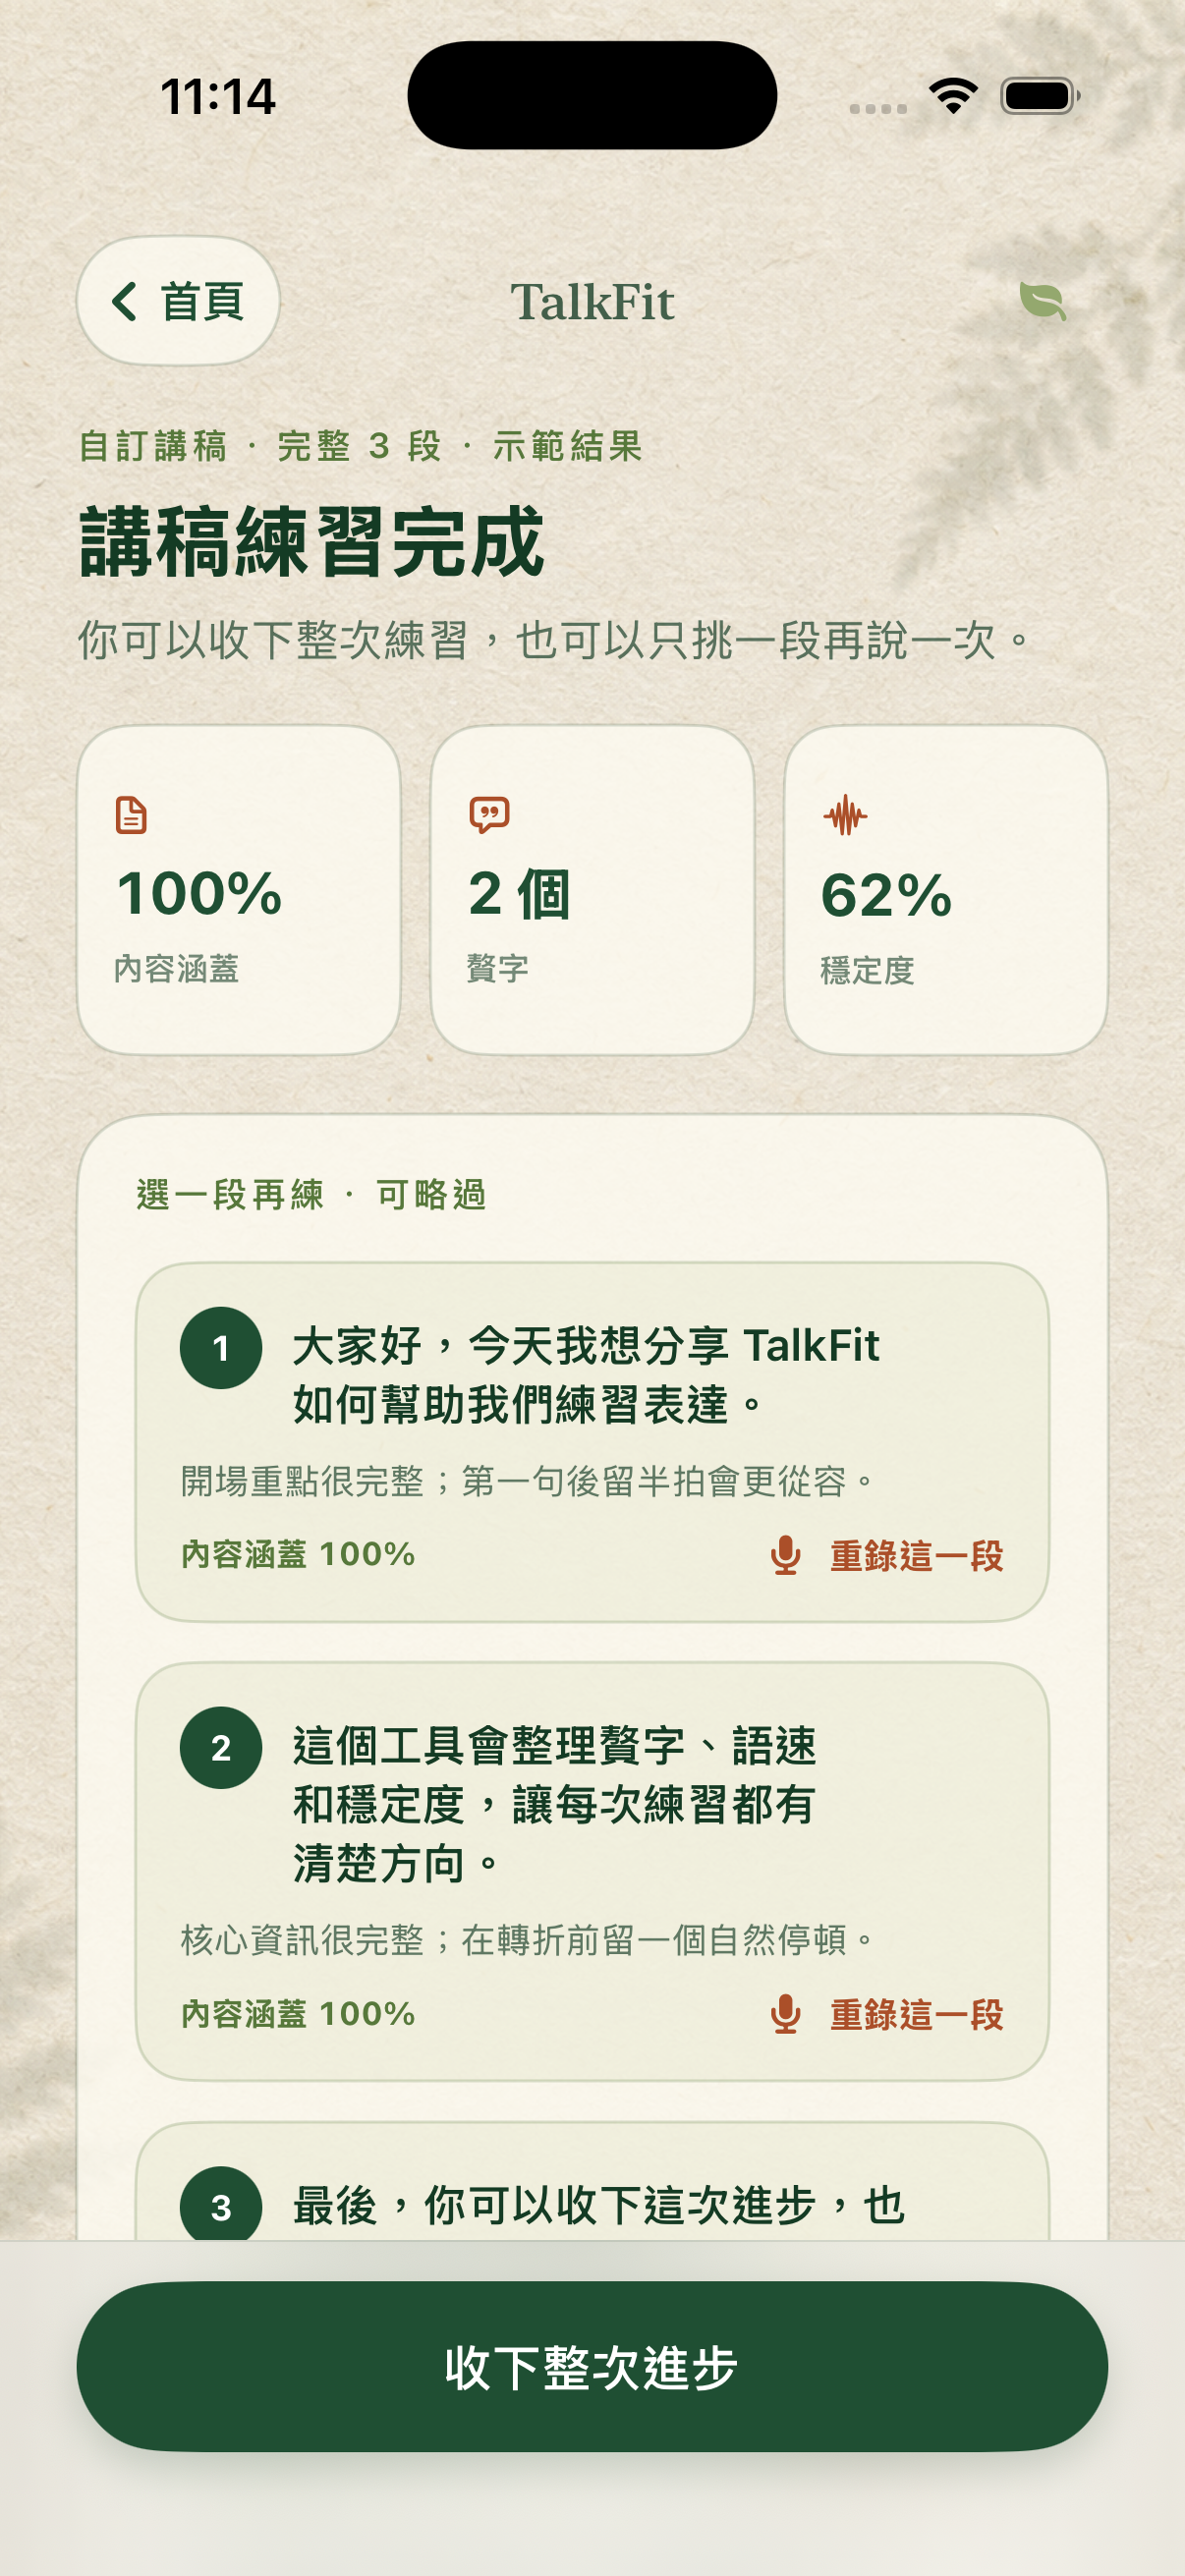 11:14
首頁
TalkFit
自訂講稿 · 完整 3 段 · 示範結果
講稿練習完成
你可以收下整次練習，也可以只挑一段再說一次。
100%
內容涵蓋
2 個
贅字
62%
穩定度
選一段再練 · 可略過
1
大家好，今天我想分享 TalkFit
如何幫助我們練習表達。
開場重點很完整；第一句後留半拍會更從容。
內容涵蓋 100%
重錄這一段
2
這個工具會整理贅字、語速
和穩定度，讓每次練習都有
清楚方向。
核心資訊很完整；在轉折前留一個自然停頓。
內容涵蓋 100%
重錄這一段
3
最後，你可以收下這次進步，也
收下整次進步